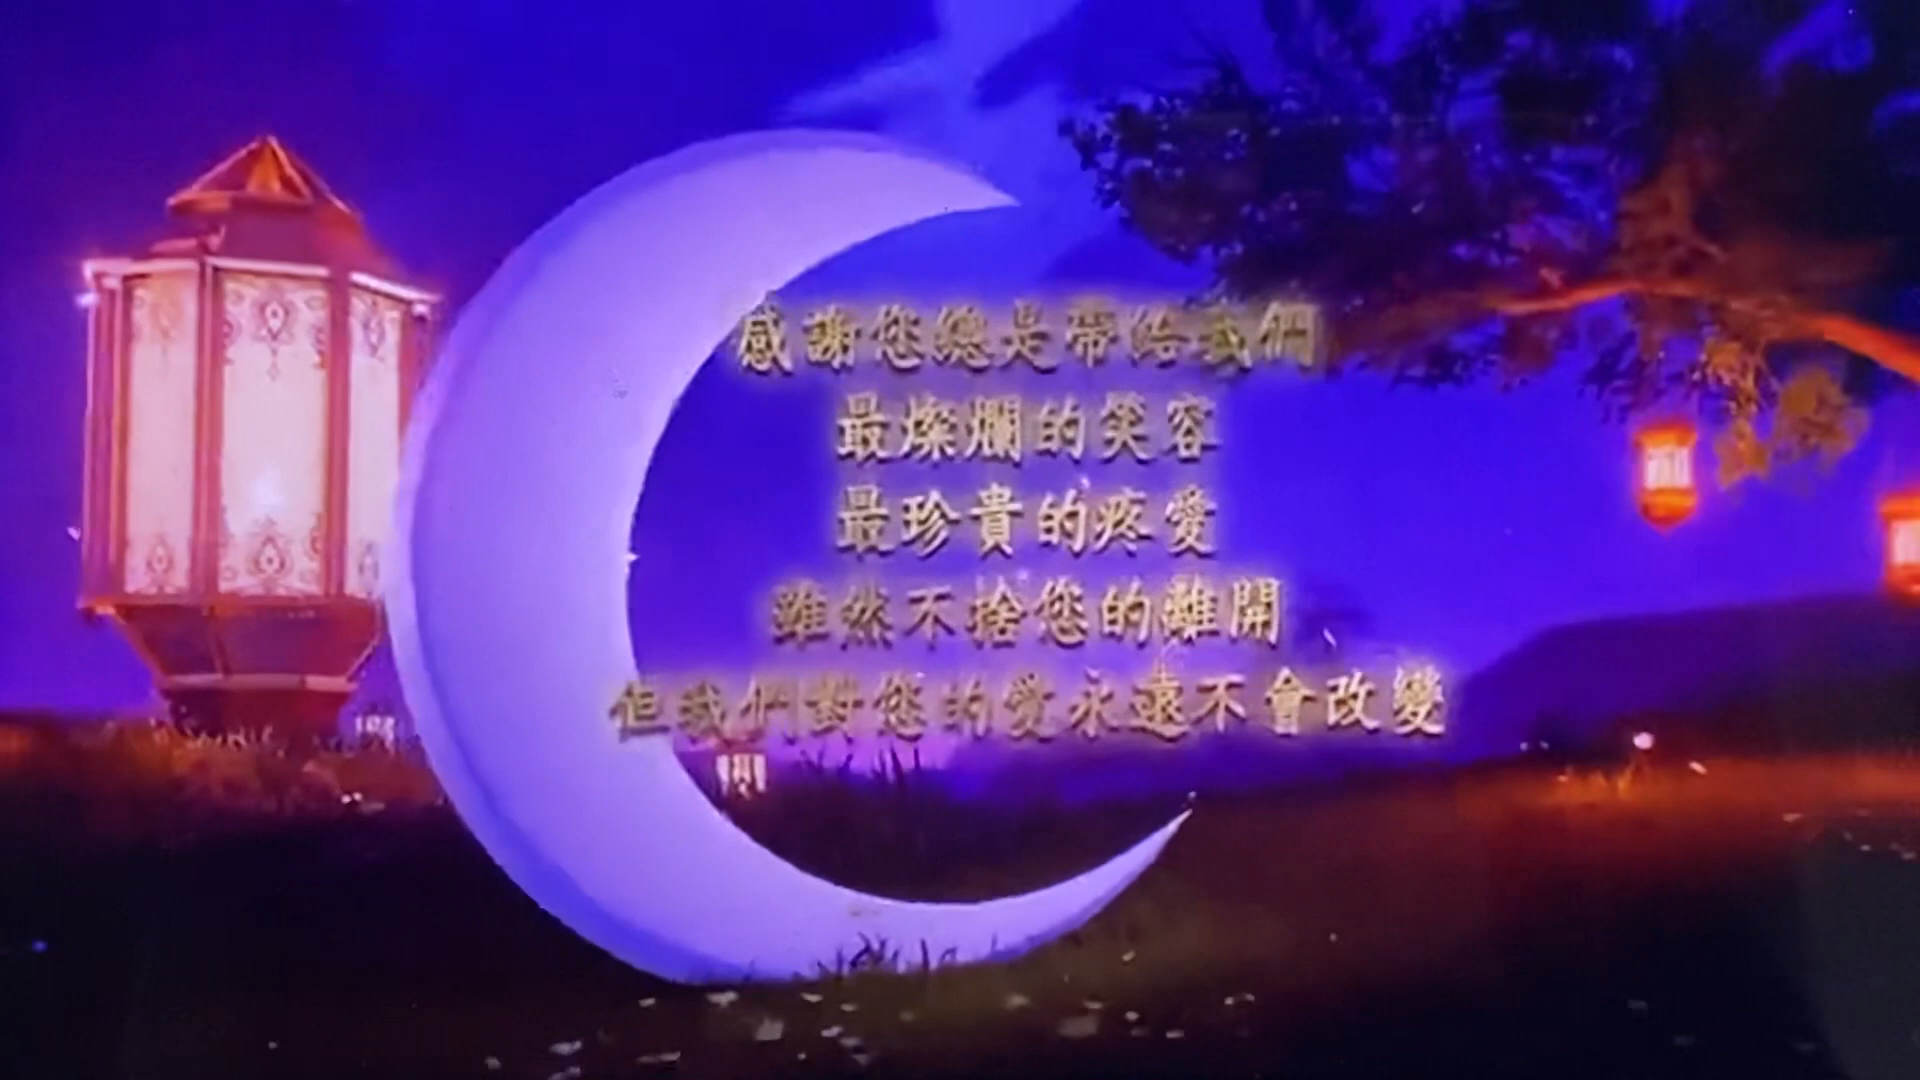 感謝您總是帶給我們
最燦爛的笑容
最珍貴的疼愛
雖然不捨您的離開
但我們對您的愛永遠不會改變